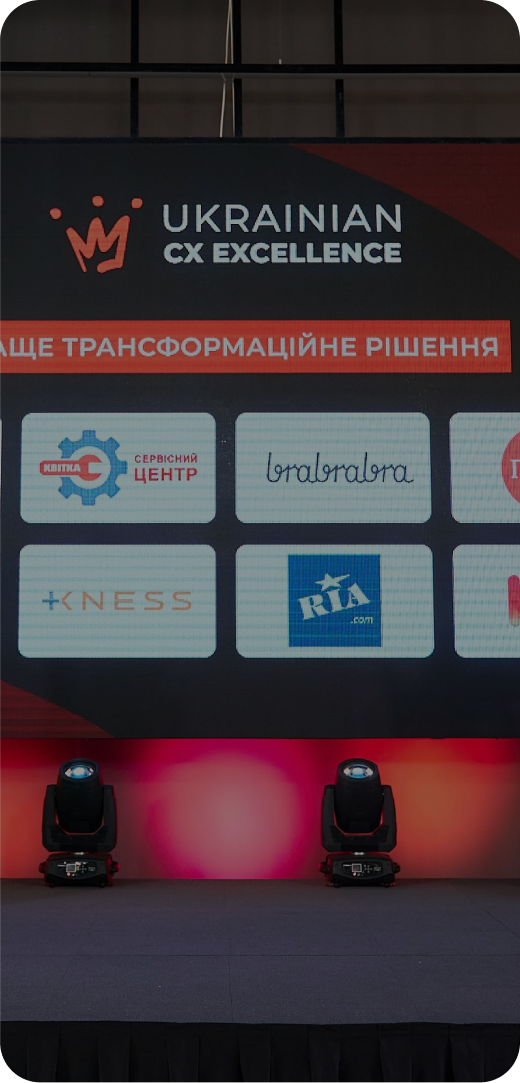 UKRAINIAN
CX EXCELLENCE
АЩЕ ТРАНСФОРМАЦІЙНЕ РІШЕННЯ
КВІТКА
СЕРВІСНИЙ
ЦЕНТР
brabrabra
KNESS
RIA
.com